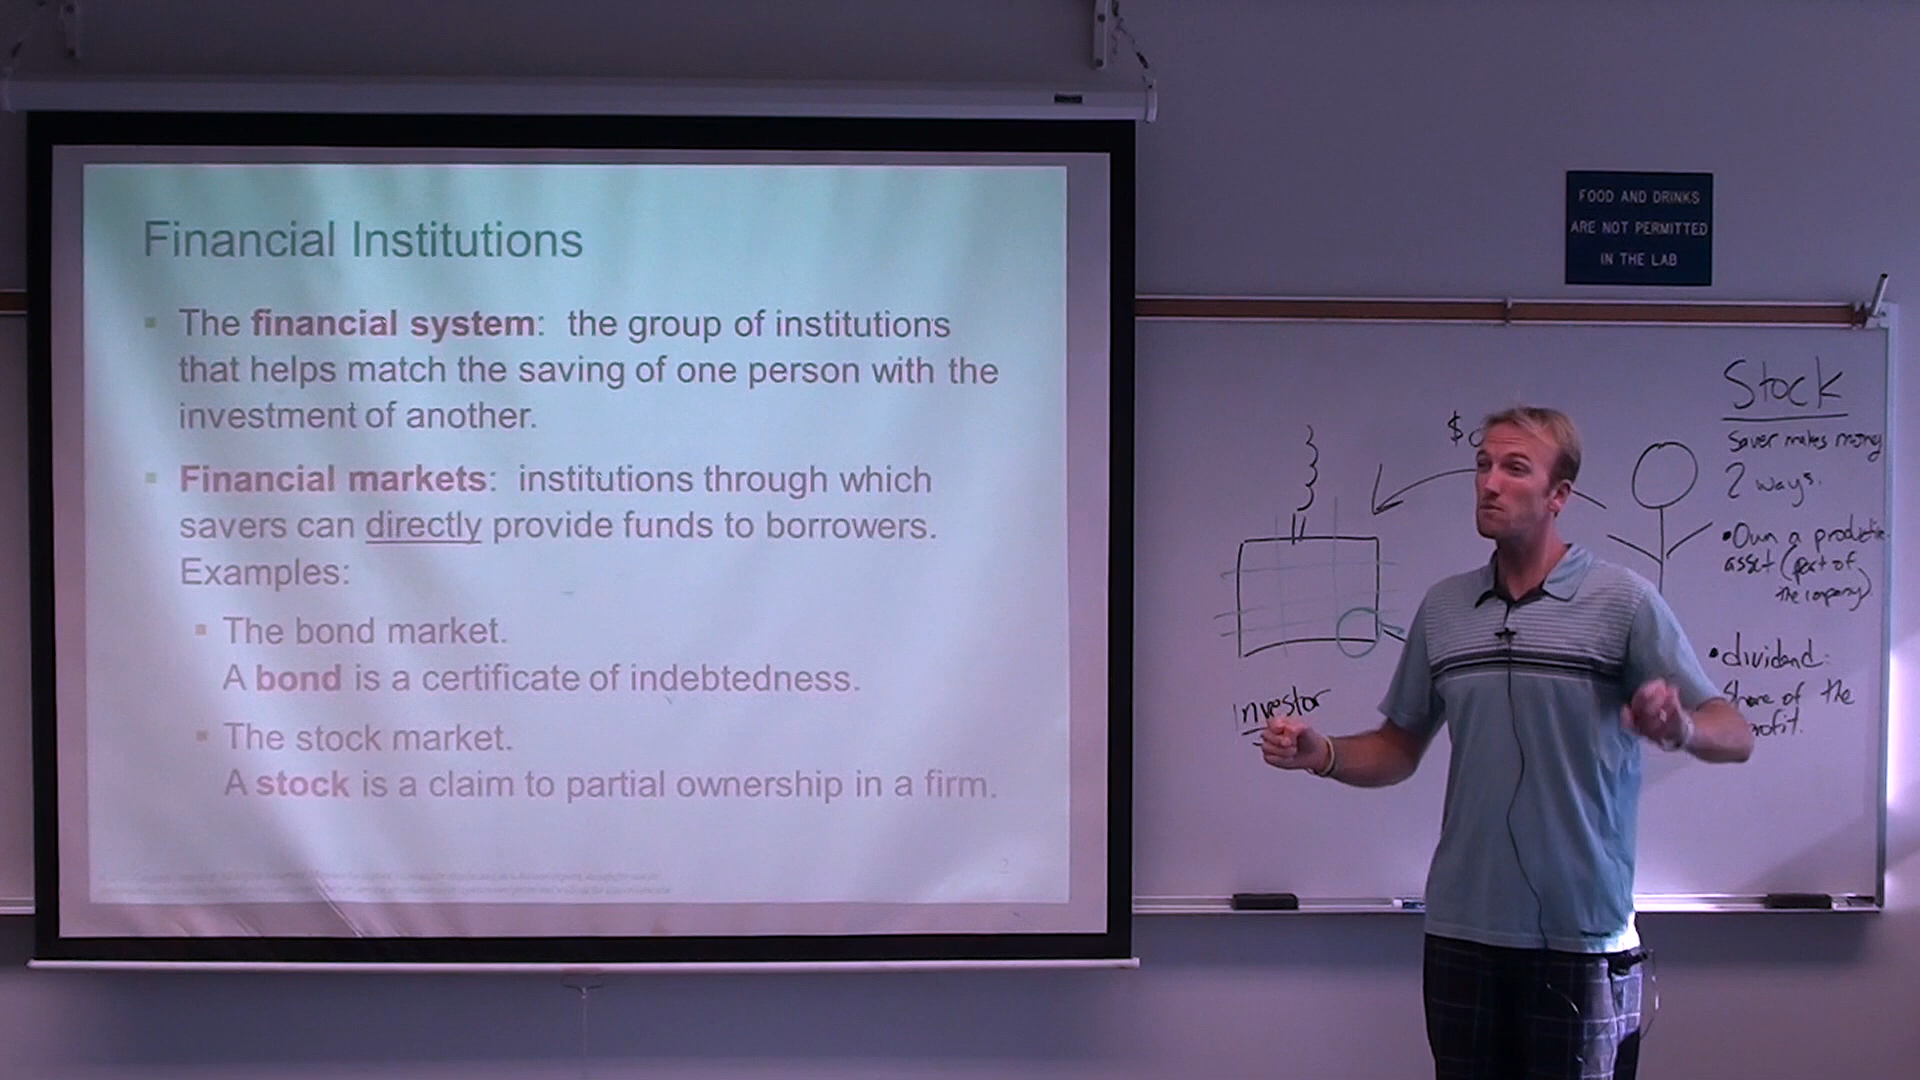 Financial Institutions
▪ The financial system: the group of institutions
that helps match the saving of one person with the
investment of another.
▪ Financial markets: institutions through which
savers can directly provide funds to borrowers.
Examples:
▪ The bond market.
A bond is a certificate of indebtedness.
▪ The stock market.
A stock is a claim to partial ownership in a firm.
2
FOOD AND DRINKS
ARE NOT PERMITTED
IN THE LAB
$
Investor
Stock
Saver makes money
2 ways.
• Own a productive
asset (part of
the company)
• dividend:
Share of the
profit.